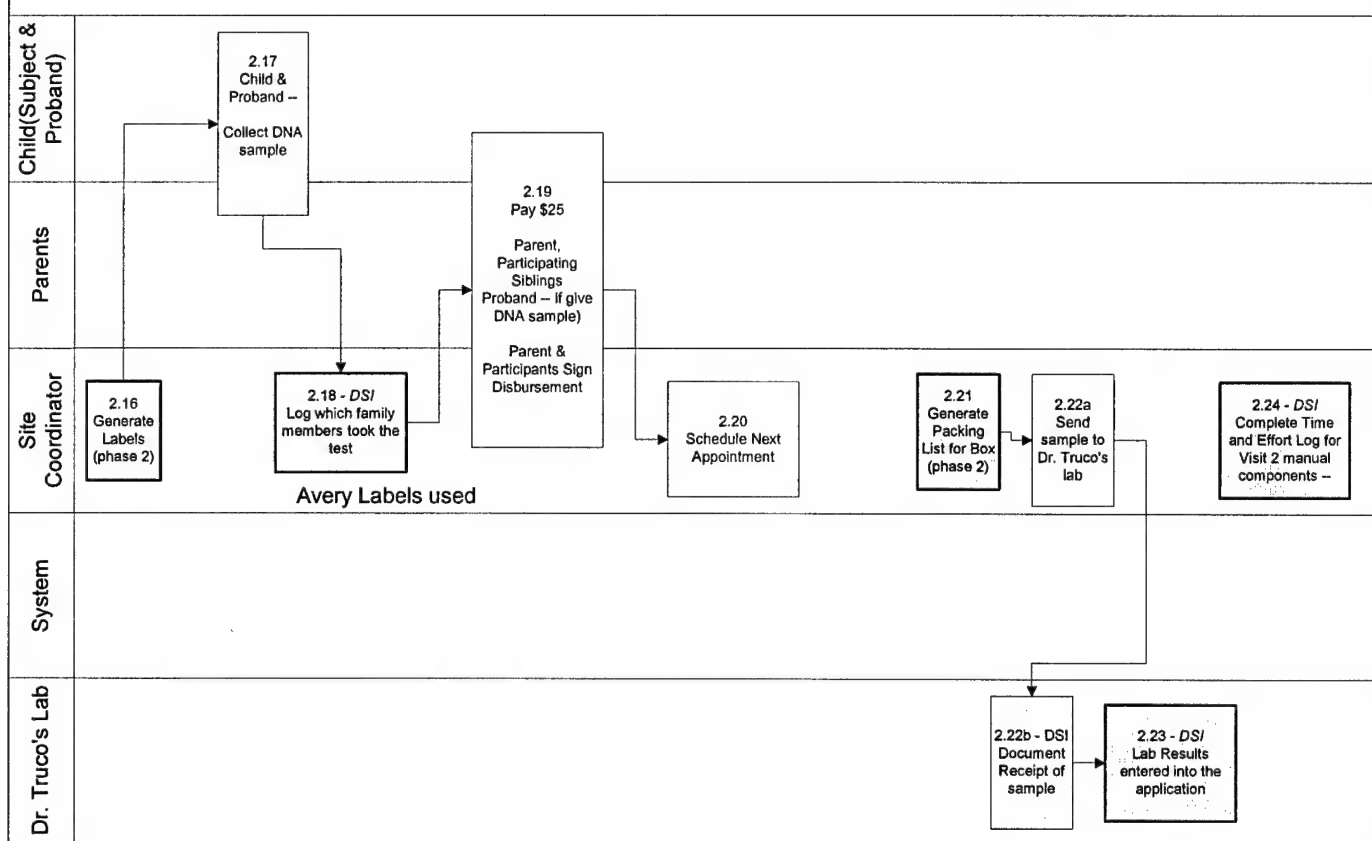 Child(Subject &
Proband)
2.17
Child &
Proband --
Collect DNA
sample
Parents
2.19
Pay $25
Parent,
Participating
Siblings
Proband -- If give
DNA sample)
Parent &
Participants Sign
Disbursement
Site
Coordinator
2.16
Generate
Labels
(phase 2)
2.18 - DSI
Log which family
members took the
test
Avery Labels used
2.20
Schedule Next
Appointment
2.21
Generate
Packing
List for Box
(phase 2)
2.22a
Send
sample to
Dr. Truco's
lab
2.24 - DSI
Complete Time
and Effort Log for
Visit 2 manual
components --
System
Dr. Truco's Lab
2.22b - DSI
Document
Receipt of
sample
2.23 - DSI
Lab Results
entered into the
application